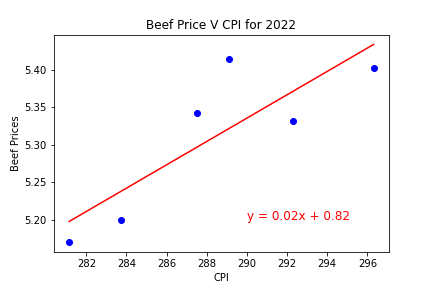 Beef Price V CPI for 2022
5.40
5.35
5.30
5.25
5.20
Beef Prices
y = 0.02x + 0.82
282 284 286 288 290 292 294 296
CPI